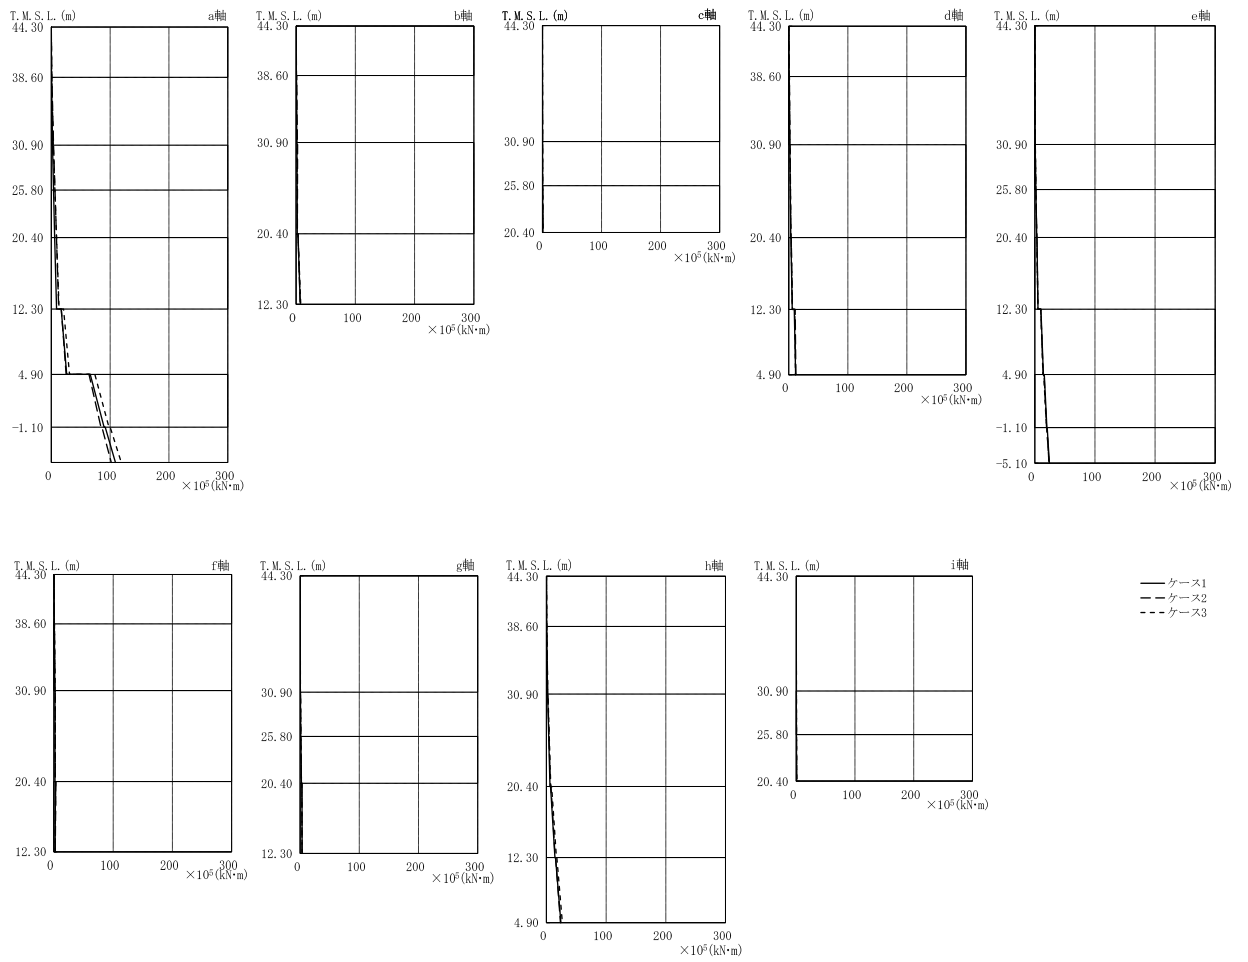 T.M.S.L.(m) a軸
44.30
38.60
30.90
25.80
20.40
12.30
4.90
-1.10
0 100 200 300
×10⁵(kN·m)
T.M.S.L.(m) b軸
44.30
38.60
30.90
20.40
12.30
0 100 200 300
×10⁵(kN·m)
T.M.S.L.(m) c軸
44.30
30.90
25.80
20.40
0 100 200 300
×10⁵(kN·m)
T.M.S.L.(m) d軸
44.30
38.60
30.90
20.40
12.30
4.90
0 100 200 300
×10⁵(kN·m)
T.M.S.L.(m) e軸
44.30
30.90
25.80
20.40
12.30
4.90
-1.10
-5.10
0 100 200 300
×10⁵(kN·m)
T.M.S.L.(m) f軸
44.30
38.60
30.90
20.40
12.30
0 100 200 300
×10⁵(kN·m)
T.M.S.L.(m) g軸
44.30
30.90
25.80
20.40
12.30
0 100 200 300
×10⁵(kN·m)
T.M.S.L.(m) h軸
44.30
38.60
30.90
20.40
12.30
4.90
0 100 200 300
×10⁵(kN·m)
T.M.S.L.(m) i軸
44.30
30.90
25.80
20.40
0 100 200 300
×10⁵(kN·m)
ケース1
ケース2
ケース3